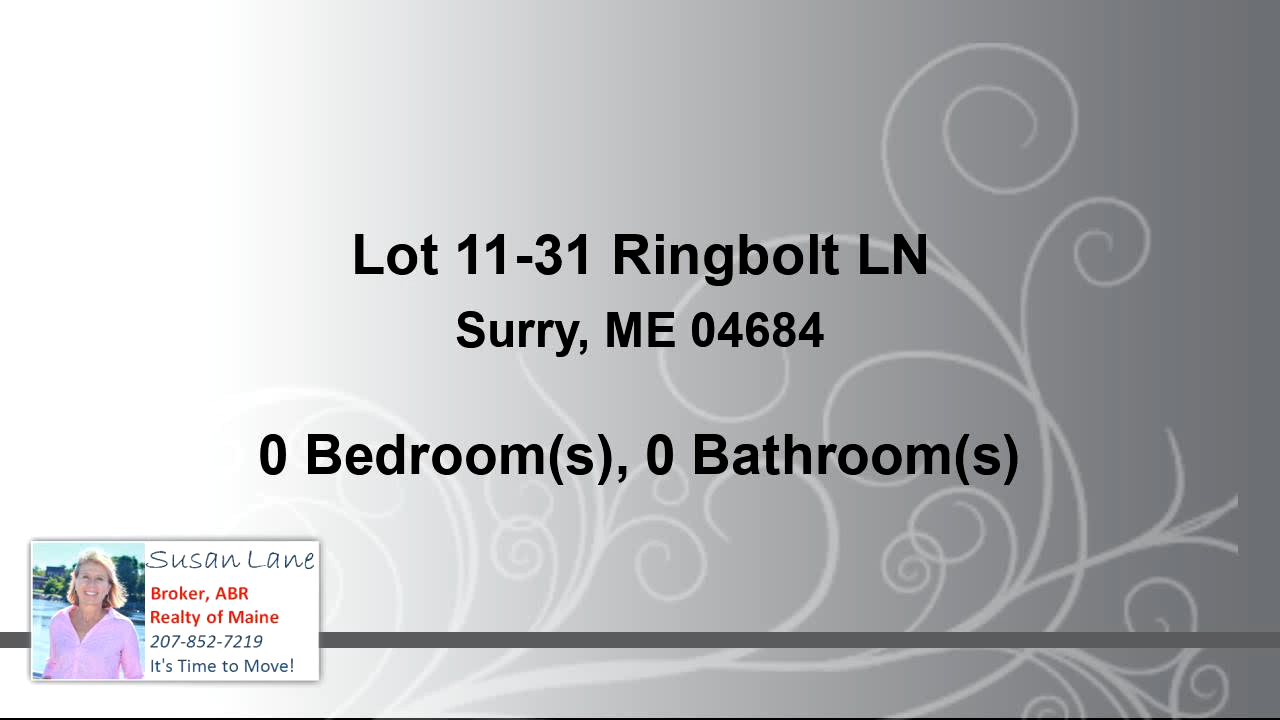 Lot 11-31 Ringbolt LN
Surry, ME 04684
0 Bedroom(s), 0 Bathroom(s)
Susan Lane
Broker, ABR
Realty of Maine
207-852-7219
It's Time to Move!